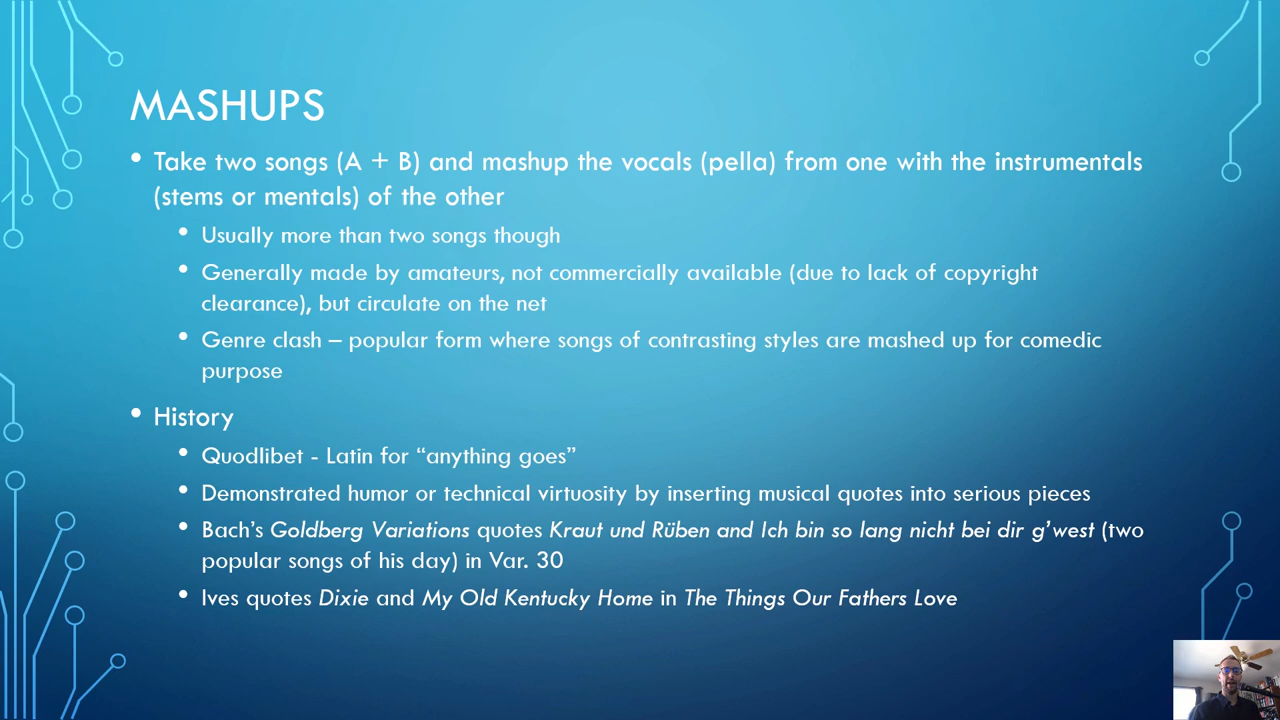 MASHUPS
• Take two songs (A + B) and mashup the vocals (pella) from one with the instrumentals
(stems or mentals) of the other
• Usually more than two songs though
• Generally made by amateurs, not commercially available (due to lack of copyright
clearance), but circulate on the net
• Genre clash – popular form where songs of contrasting styles are mashed up for comedic
purpose
• History
• Quodlibet - Latin for “anything goes”
• Demonstrated humor or technical virtuosity by inserting musical quotes into serious pieces
• Bach’s Goldberg Variations quotes Kraut und Rüben and Ich bin so lang nicht bei dir g’west (two
popular songs of his day) in Var. 30
• Ives quotes Dixie and My Old Kentucky Home in The Things Our Fathers Love